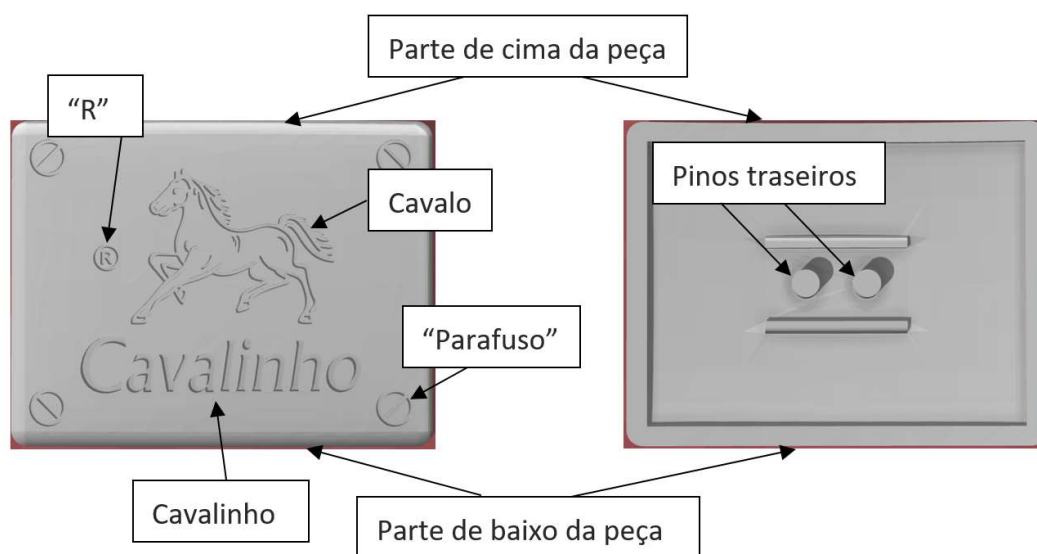 Parte de cima da peça
“R”
Pinos traseiros
Cavalo
®
“Parafuso”
Cavalinho
Cavalinho
Parte de baixo da peça